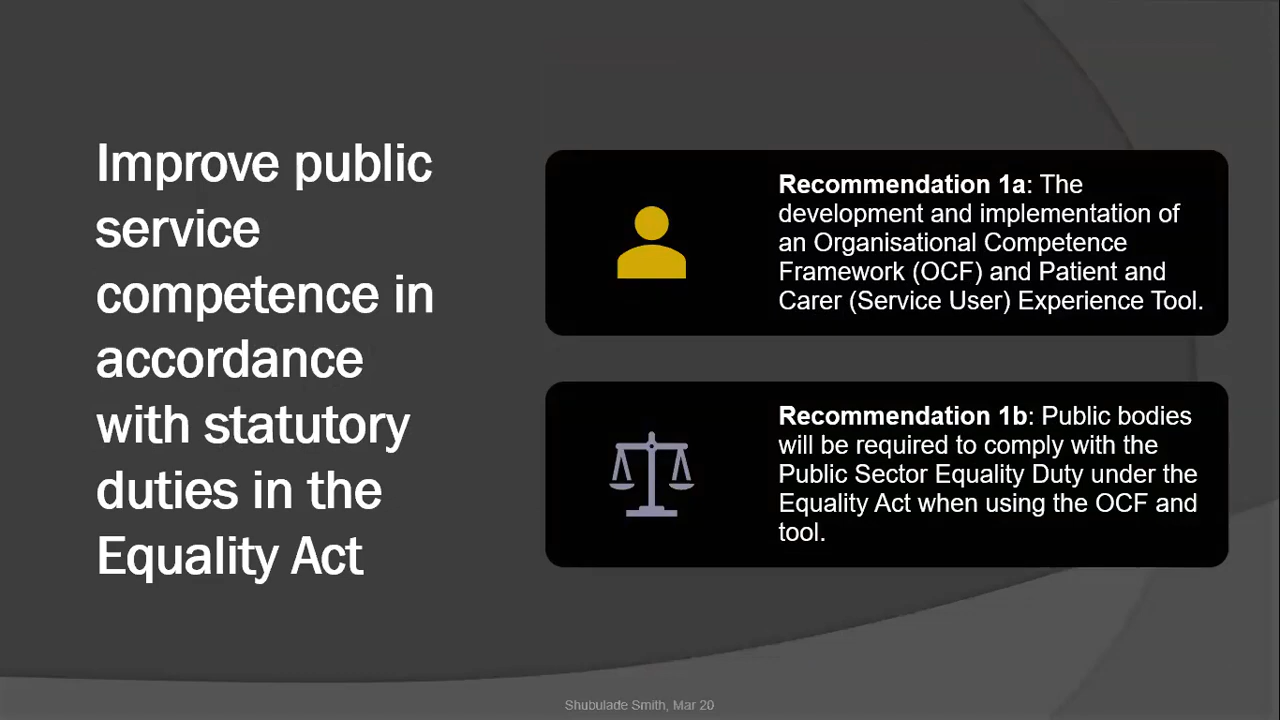 Improve public
service
competence in
accordance
with statutory
duties in the
Equality Act
Recommendation 1a: The
development and implementation of
an Organisational Competence
Framework (OCF) and Patient and
Carer (Service User) Experience Tool.
Recommendation 1b: Public bodies
will be required to comply with the
Public Sector Equality Duty under the
Equality Act when using the OCF and
tool.
Shubulade Smith, Mar 20